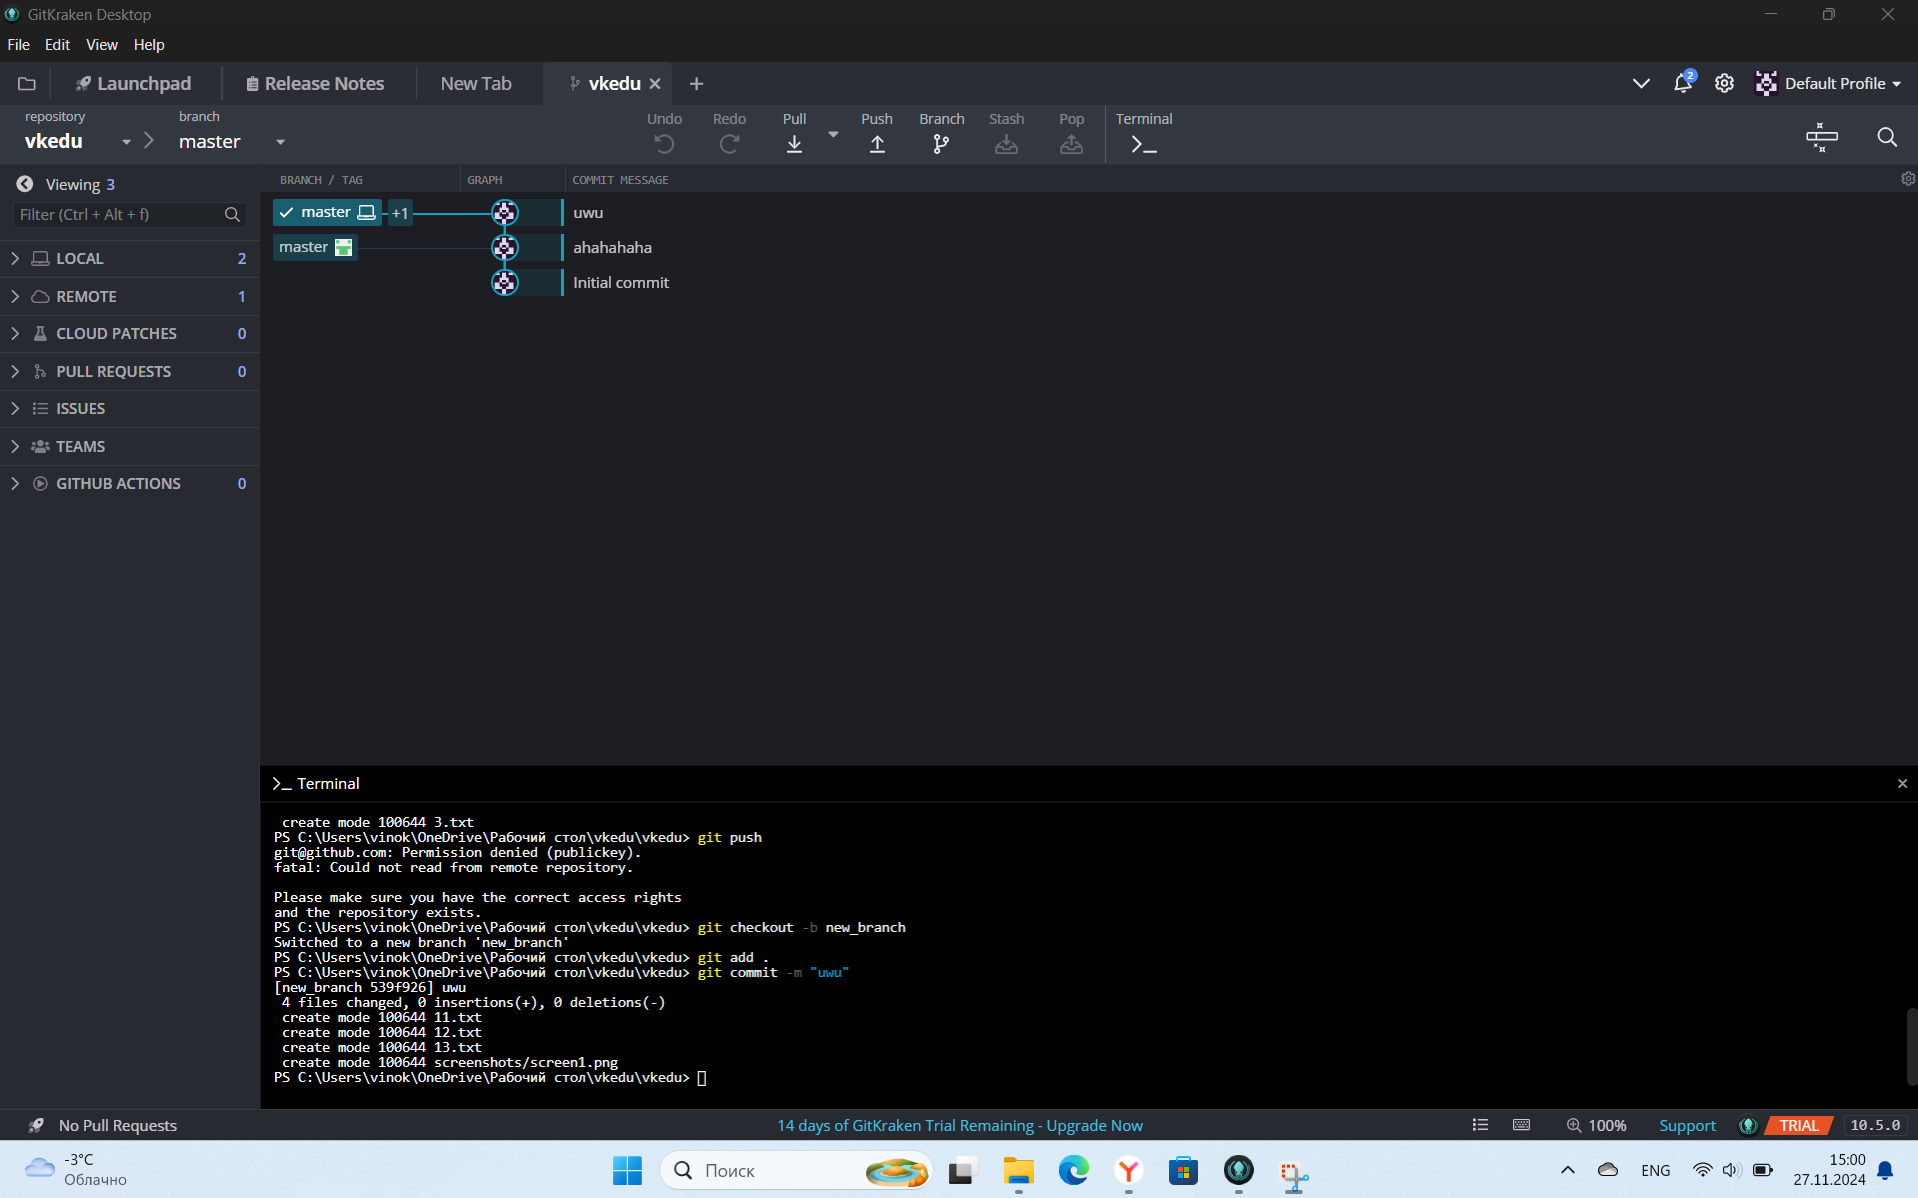 GitKraken Desktop
File Edit View Help
Launchpad Release Notes New Tab vkedu 2 Default Profile
repository branch Undo Redo Pull Push Branch Stash Pop Terminal
vkedu master
Viewing 3 BRANCH / TAG GRAPH COMMIT MESSAGE
Filter (Ctrl + Alt + f) master +1 uwu
master ahahahaha
LOCAL 2
Initial commit
REMOTE 1
CLOUD PATCHES 0
PULL REQUESTS 0
ISSUES
TEAMS
GITHUB ACTIONS 0
Terminal
create mode 100644 3.txt
PS C:\Users\vinok\OneDrive\Рабочий стол\vkedu\vkedu> git push
git@github.com: Permission denied (publickey).
fatal: Could not read from remote repository.
Please make sure you have the correct access rights
and the repository exists.
PS C:\Users\vinok\OneDrive\Рабочий стол\vkedu\vkedu> git checkout -b new_branch
Switched to a new branch 'new_branch'
PS C:\Users\vinok\OneDrive\Рабочий стол\vkedu\vkedu> git add .
PS C:\Users\vinok\OneDrive\Рабочий стол\vkedu\vkedu> git commit -m "uwu"
[new_branch 539f926] uwu
4 files changed, 0 insertions(+), 0 deletions(-)
create mode 100644 11.txt
create mode 100644 12.txt
create mode 100644 13.txt
create mode 100644 screenshots/screen1.png
PS C:\Users\vinok\OneDrive\Рабочий стол\vkedu\vkedu>
No Pull Requests 14 days of GitKraken Trial Remaining - Upgrade Now 100% Support TRIAL 10.5.0
-3°C
Облачно
Поиск
ENG
15:00
27.11.2024